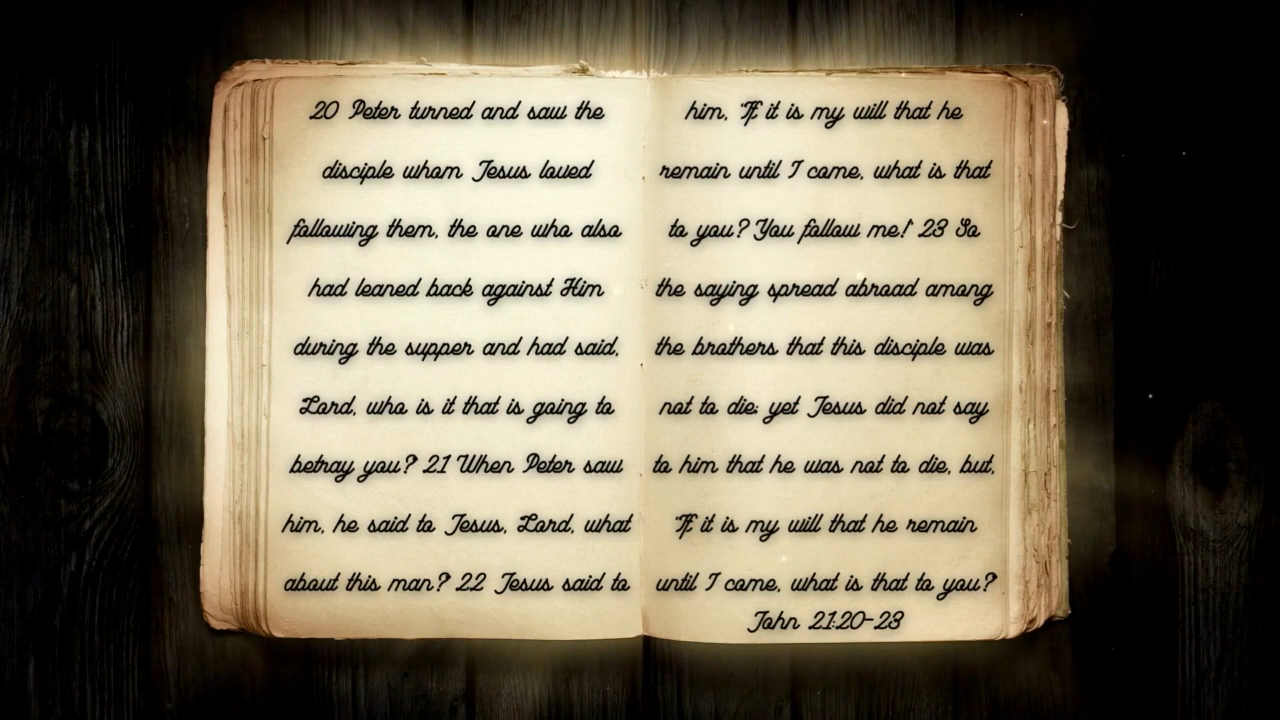 20 Peter turned and saw the
disciple whom Jesus loved
following them, the one who also
had leaned back against Him
during the supper and had said,
Lord, who is it that is going to
betray you? 21 When Peter saw
him, he said to Jesus, Lord, what
about this man? 22 Jesus said to
him, "If it is my will that he
remain until I come, what is that
to you? You follow me!" 23 So
the saying spread abroad among
the brothers that this disciple was
not to die; yet Jesus did not say
to him that he was not to die, but,
"If it is my will that he remain
until I come, what is that to you?
John 21:20-23